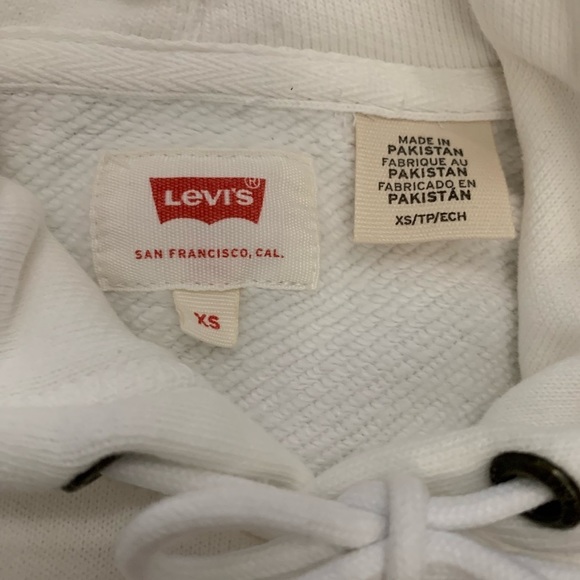 LEVI'S®
SAN FRANCISCO, CAL.
XS
MADE IN
PAKISTAN
FABRIQUE AU
PAKISTAN
FABRICADO EN
PAKISTÁN
XS/TP/ECH